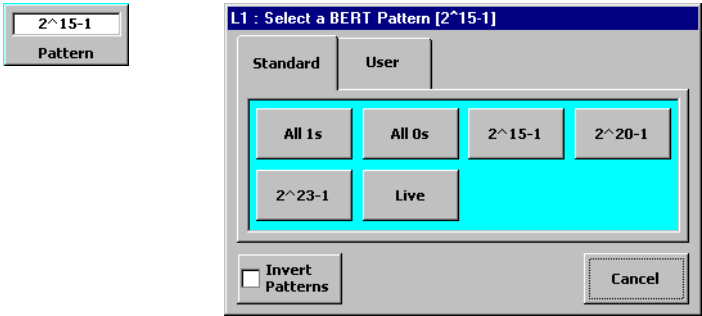 2^15-1
Pattern
L1 : Select a BERT Pattern [2^15-1]
Standard
User
All 1s
All 0s
2^15-1
2^20-1
2^23-1
Live
Invert
Patterns
Cancel